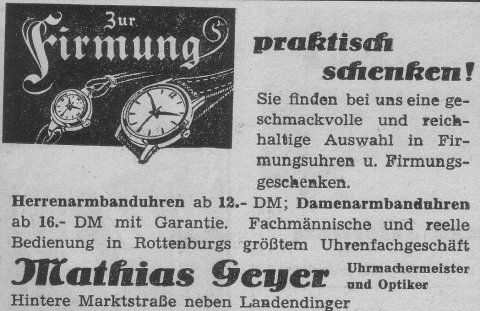 Zur
Firmung
praktisch
schenken!
Sie finden bei uns eine ge-
schmackvolle und reich-
haltige Auswahl in Fir-
mungsuhren u. Firmungs-
geschenken.
Herrenarmbanduhren ab 12.- DM; Damenarmbanduhren
ab 16.- DM mit Garantie. Fachmännische und reelle
Bedienung in Rottenburgs größtem Uhrenfachgeschäft
Mathias Geyer Uhrmachermeister
und Optiker
Hintere Marktstraße neben Landendinger